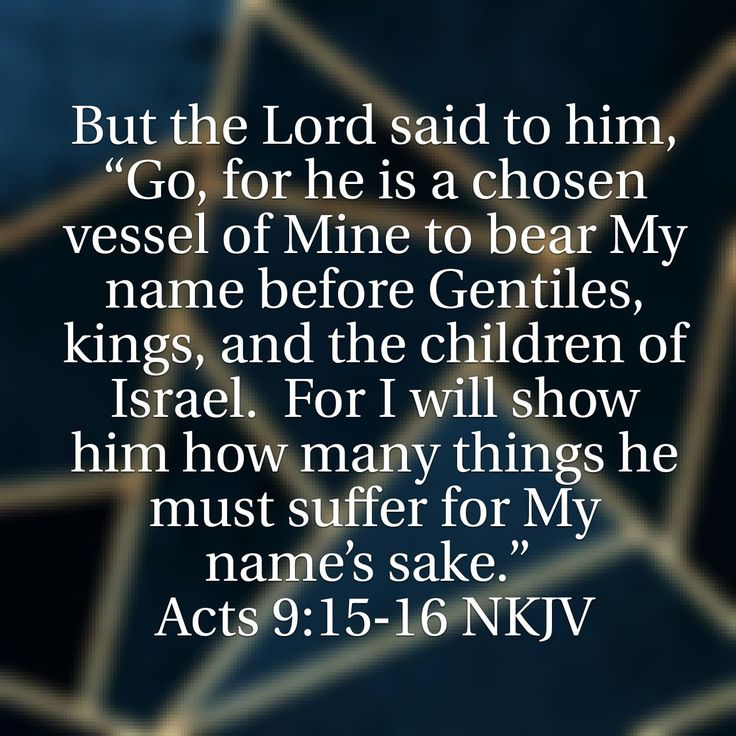 But the Lord said to him,
“Go, for he is a chosen
vessel of Mine to bear My
name before Gentiles,
kings, and the children of
Israel.  For I will show
him how many things he
must suffer for My
name’s sake.”
Acts 9:15-16 NKJV